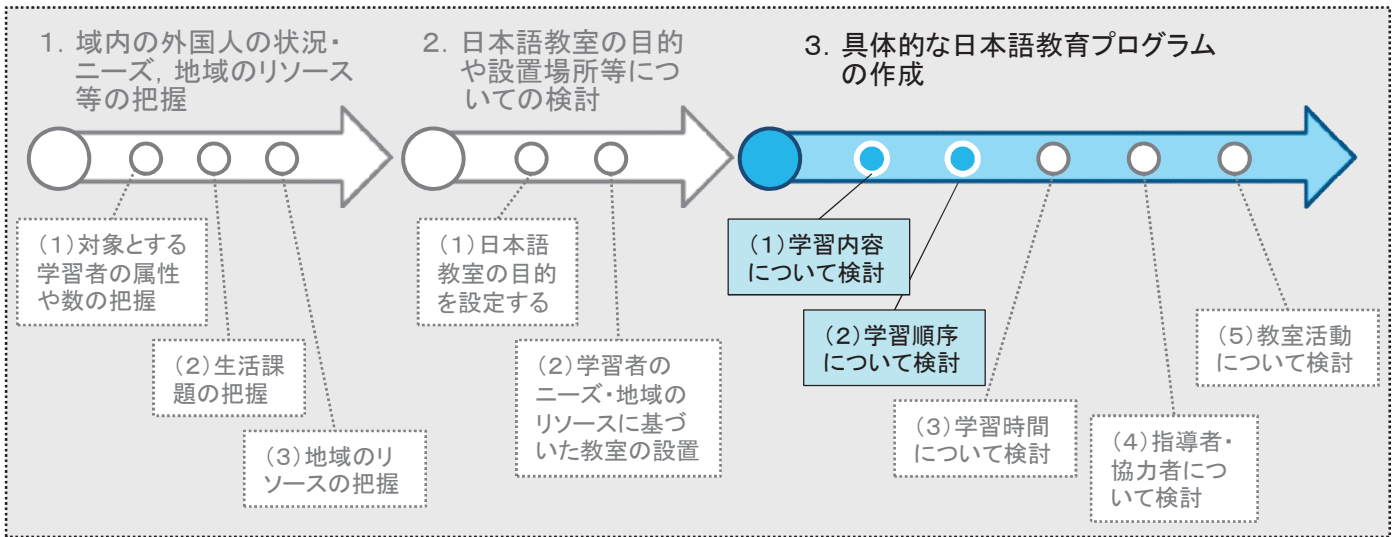 1．域内の外国人の状況・
ニーズ，地域のリソース
等の把握
2．日本語教室の目的
や設置場所等につ
いての検討
3．具体的な日本語教育プログラム
の作成
（1）対象とする
学習者の属性
や数の把握
（2）生活課
題の把握
（3）地域のリ
ソースの把握
（1）日本語
教室の目的
を設定する
（2）学習者の
ニーズ・地域の
リソースに基づ
いた教室の設置
（1）学習内容
について検討
（2）学習順序
について検討
（3）学習時間
について検討
（4）指導者・
協力者につ
いて検討
（5）教室活動
について検討